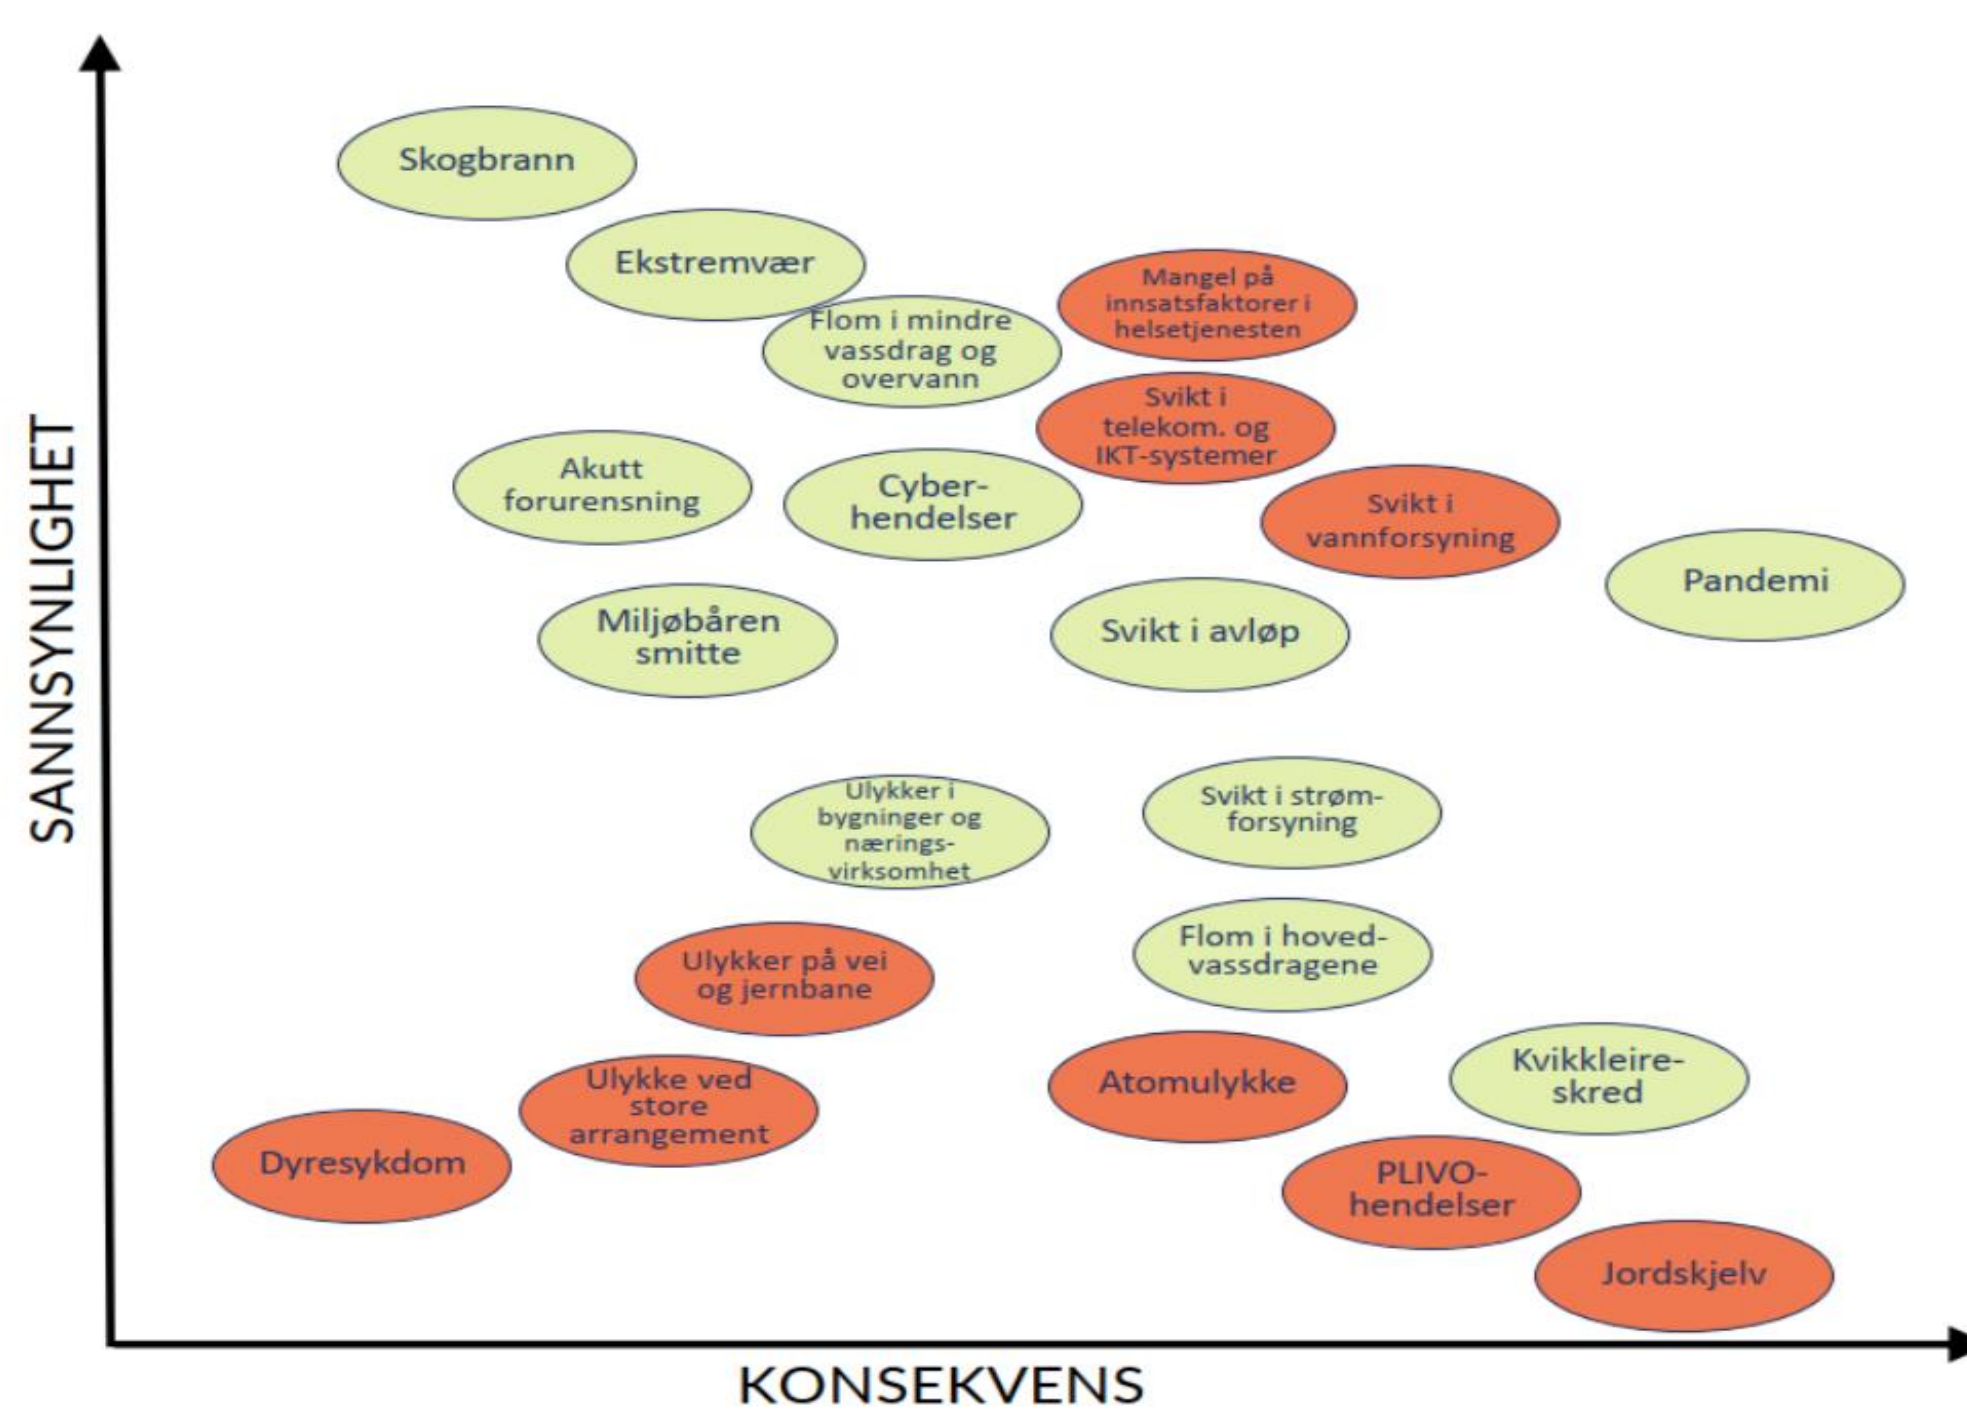 SANNSYNLIGHET
Skogbrann
Ekstremvær
Flom i mindre
vassdrag og
overvann
Mangel på
innsatsfaktorer i
helsetjenesten
Svikt i
telekom. og
IKT-systemer
Akutt
forurensning
Cyber-
hendelser
Svikt i
vannforsyning
Pandemi
Miljøbåren
smitte
Svikt i avløp
Ulykker i
bygninger og
nærings-
virksomhet
Svikt i strøm-
forsyning
Flom i hoved-
vassdragene
Ulykker på vei
og jernbane
Atomulykke
Kvikkleire-
skred
Ulykke ved
store
arrangement
Dyresykdom
PLIVO-
hendelser
Jordskjelv
KONSEKVENS